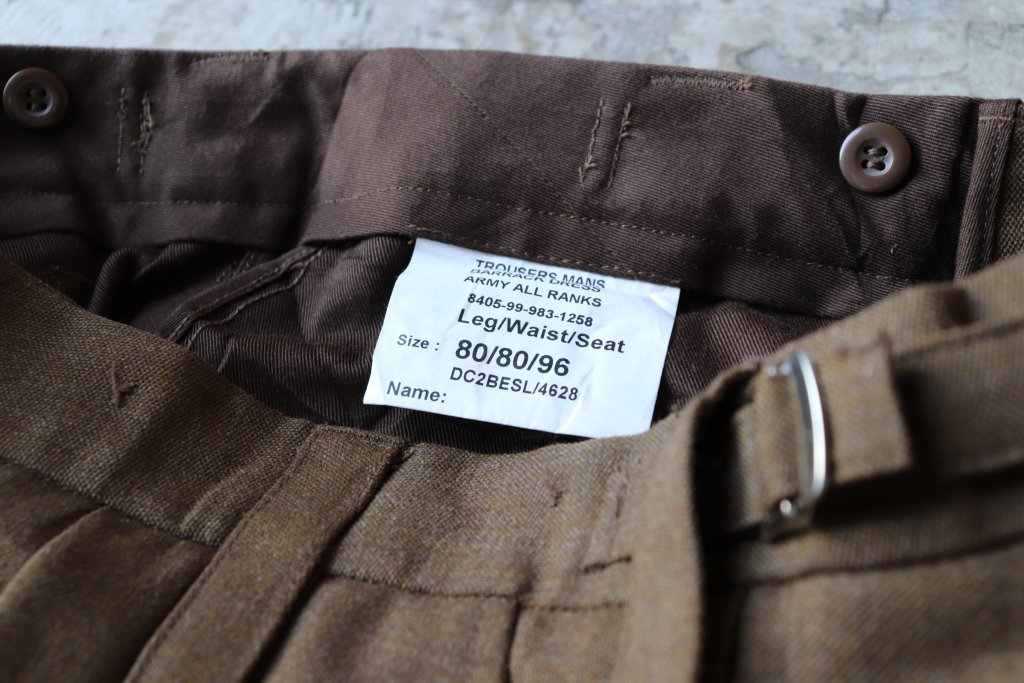 TROUSERS MANS
BARRACK DRESS
ARMY ALL RANKS
8405-99-983-1258
Leg/Waist/Seat
Size : 80/80/96
DC2BESL/4628
Name: